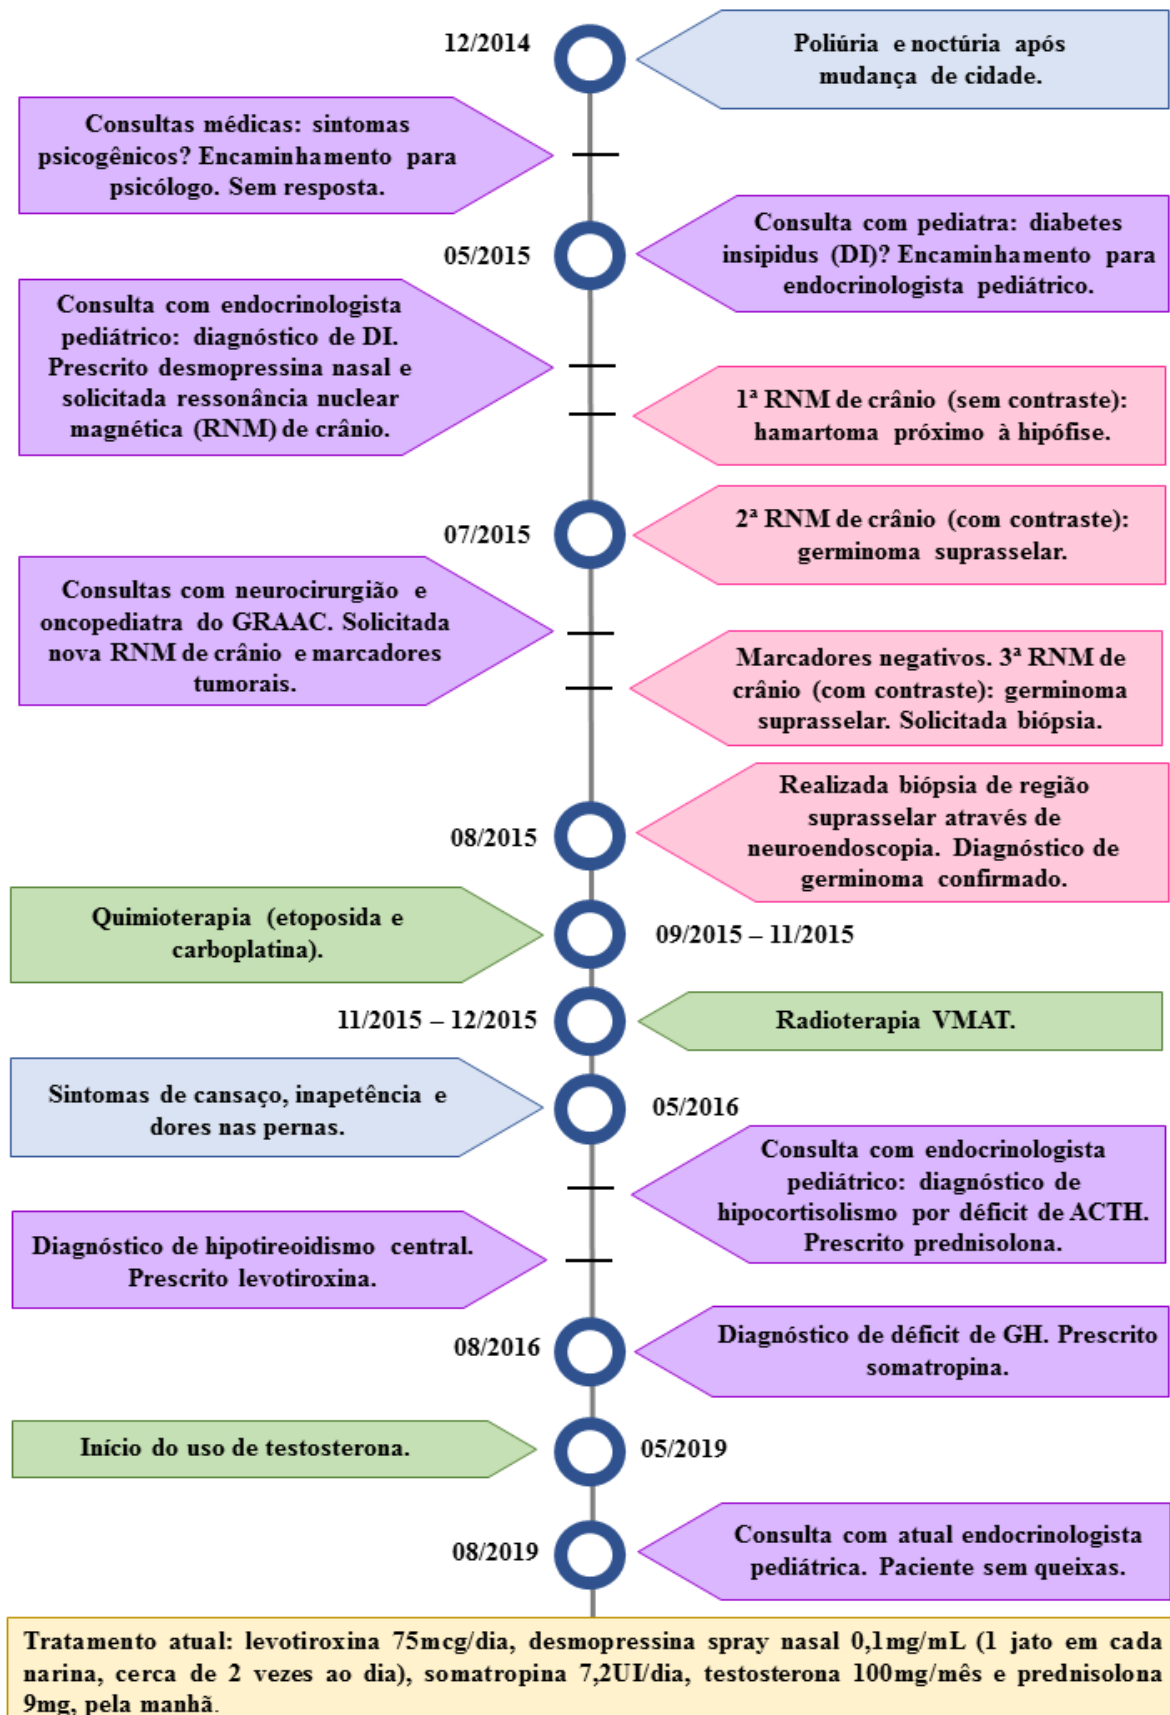 12/2014
Poliúria e noctúria após
mudança de cidade.
Consultas médicas: sintomas
psicogênicos? Encaminhamento para
psicólogo. Sem resposta.
05/2015
Consulta com pediatra: diabetes
insipidus (DI)? Encaminhamento para
endocrinologista pediátrico.
Consulta com endocrinologista
pediátrico: diagnóstico de DI.
Prescrito desmopressina nasal e
solicitada ressonância nuclear
magnética (RNM) de crânio.
1ª RNM de crânio (sem contraste):
hamartoma próximo à hipófise.
07/2015
2ª RNM de crânio (com contraste):
germinoma suprasselar.
Consultas com neurocirurgião e
oncopediatra do GRAAC. Solicitada
nova RNM de crânio e marcadores
tumorais.
Marcadores negativos. 3ª RNM de
crânio (com contraste): germinoma
suprasselar. Solicitada biópsia.
08/2015
Realizada biópsia de região
suprasselar através de
neuroendoscopia. Diagnóstico de
germinoma confirmado.
Quimioterapia (etoposida e
carboplatina).
09/2015 – 11/2015
11/2015 – 12/2015
Radioterapia VMAT.
Sintomas de cansaço, inapetência e
dores nas pernas.
05/2016
Consulta com endocrinologista
pediátrico: diagnóstico de
hipocortisolismo por déficit de ACTH.
Prescrito prednisolona.
Diagnóstico de hipotireoidismo central.
Prescrito levotiroxina.
08/2016
Diagnóstico de déficit de GH. Prescrito
somatropina.
Início do uso de testosterona.
05/2019
08/2019
Consulta com atual endocrinologista
pediátrica. Paciente sem queixas.
Tratamento atual: levotiroxina 75mcg/dia, desmopressina spray nasal 0,1mg/mL (1 jato em cada
narina, cerca de 2 vezes ao dia), somatropina 7,2UI/dia, testosterona 100mg/mês e prednisolona
9mg, pela manhã.